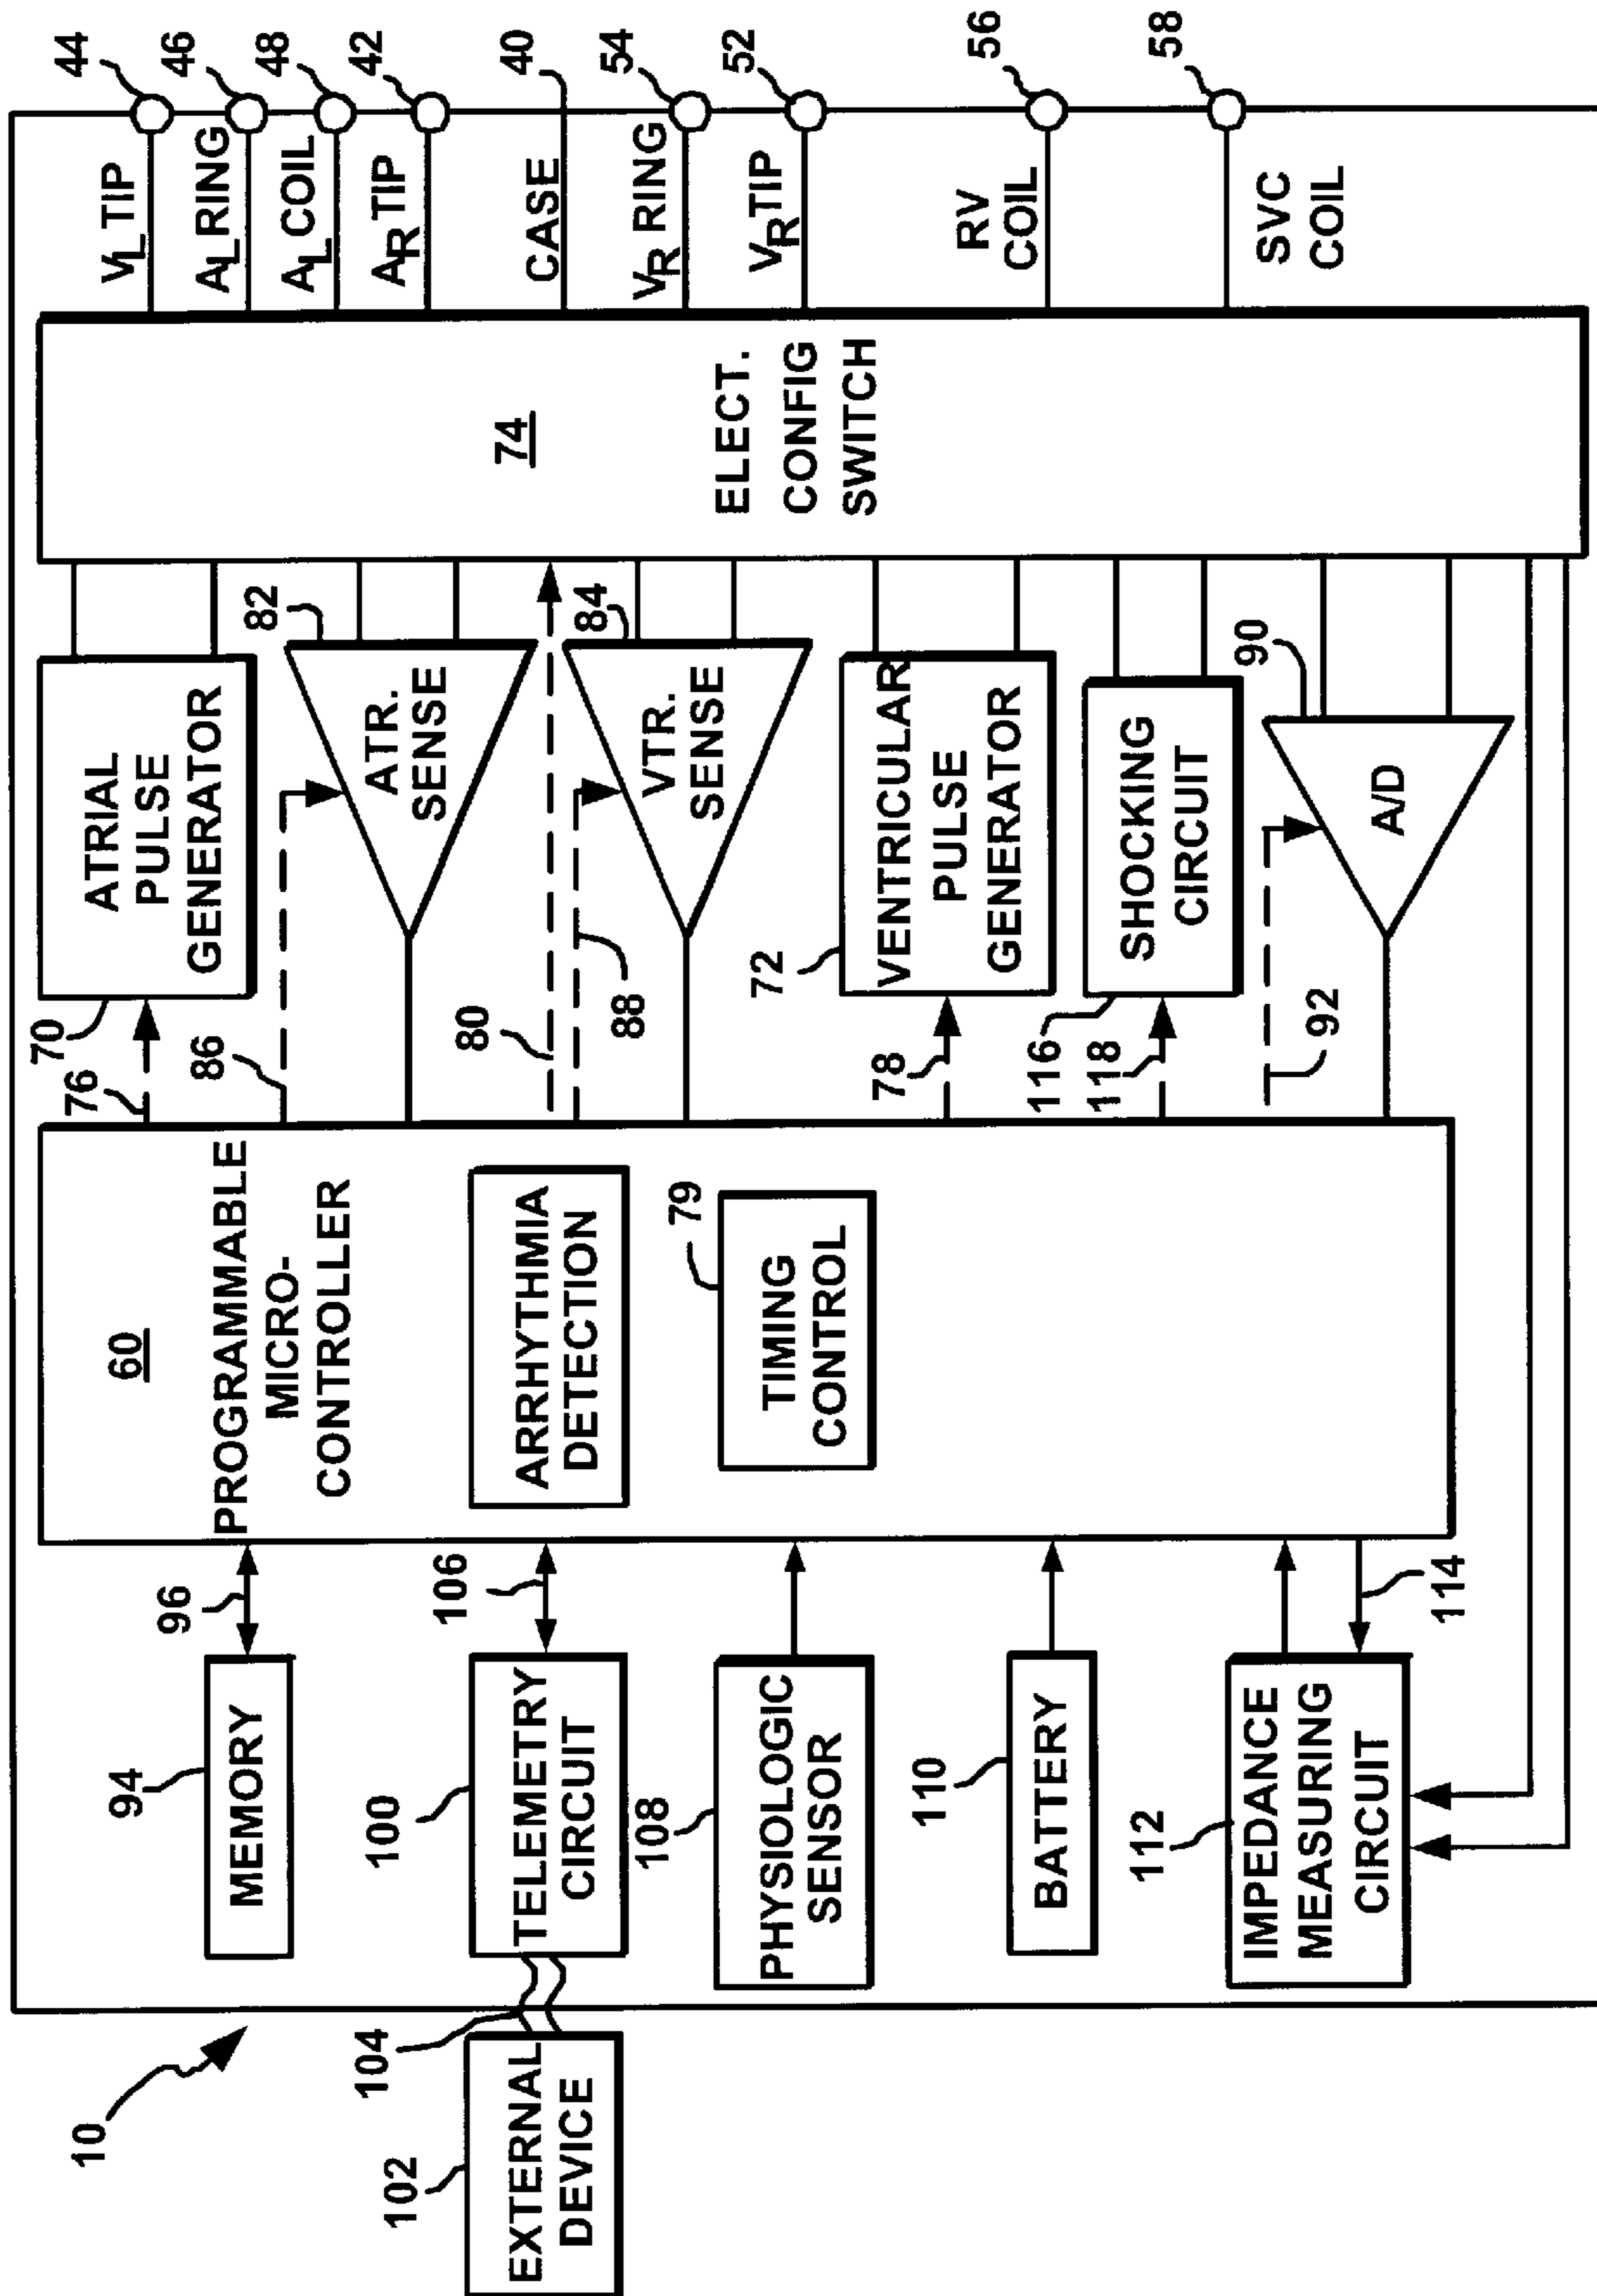 10
102
EXTERNAL
DEVICE
104
94
MEMORY
96
100
TELEMETRY
CIRCUIT
106
108
PHYSIOLOGIC
SENSOR
110
BATTERY
112
IMPEDANCE
MEASURING
CIRCUIT
114
60
PROGRAMMABLE
MICRO-
CONTROLLER
ARRHYTHMIA
DETECTION
79
TIMING
CONTROL
70
76
ATRIAL
PULSE
GENERATOR
86
82
ATR.
SENSE
80
88
84
VTR.
SENSE
72
78
VENTRICULAR
PULSE
GENERATOR
116
118
SHOCKING
CIRCUIT
92
90
A/D
74
ELECT.
CONFIG
SWITCH
VL TIP 44
AL RING 46
AL COIL 48
AR TIP 42
CASE 40
VR RING 54
VR TIP 52
RV
COIL
56
SVC
COIL
58